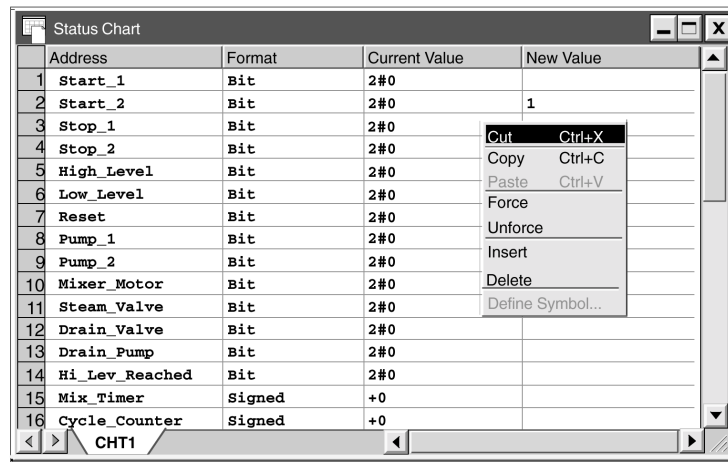 Status Chart
Address Format Current Value New Value
1 Start_1 Bit 2#0
2 Start_2 Bit 2#0 1
3 Stop_1 Bit 2#0
4 Stop_2 Bit 2#0
5 High_Level Bit 2#0
6 Low_Level Bit 2#0
7 Reset Bit 2#0
8 Pump_1 Bit 2#0
9 Pump_2 Bit 2#0
10 Mixer_Motor Bit 2#0
11 Steam_Valve Bit 2#0
12 Drain_Valve Bit 2#0
13 Drain_Pump Bit 2#0
14 Hi_Lev_Reached Bit 2#0
15 Mix_Timer Signed +0
16 Cycle_Counter Signed +0
Cut Ctrl+X
Copy Ctrl+C
Paste Ctrl+V
Force
Unforce
Insert
Delete
Define Symbol...
CHT1